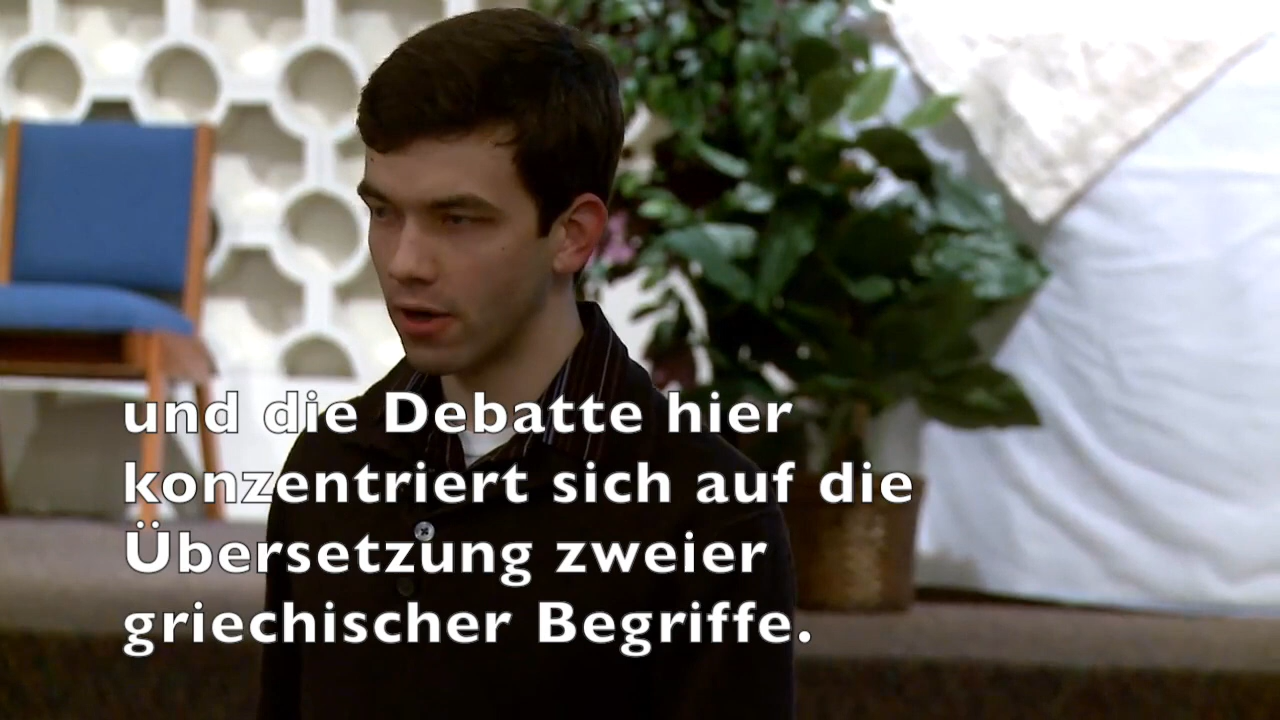 und die Debatte hier
konzentriert sich auf die
Übersetzung zweier
griechischer Begriffe.